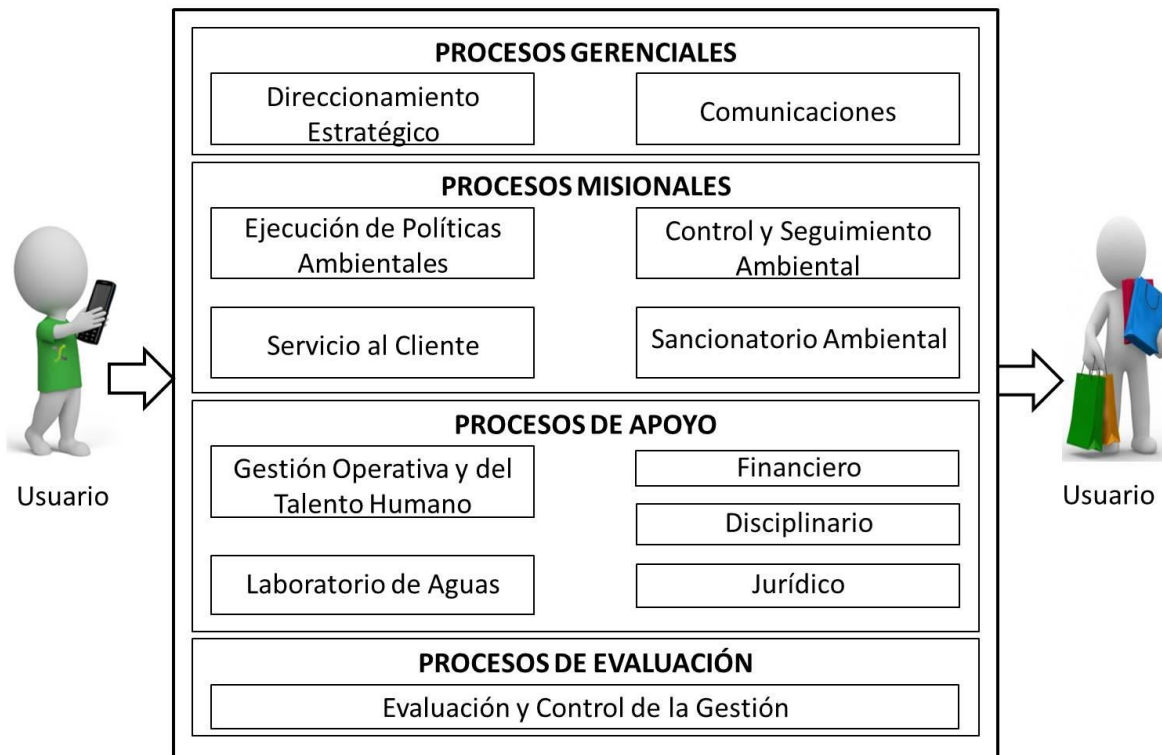 PROCESOS GERENCIALES
Direccionamiento
Estratégico
Comunicaciones
PROCESOS MISIONALES
Ejecución de Políticas
Ambientales
Control y Seguimiento
Ambiental
Servicio al Cliente
Sancionatorio Ambiental
PROCESOS DE APOYO
Gestión Operativa y del
Talento Humano
Financiero
Disciplinario
Laboratorio de Aguas
Jurídico
PROCESOS DE EVALUACIÓN
Evaluación y Control de la Gestión
Usuario
Usuario